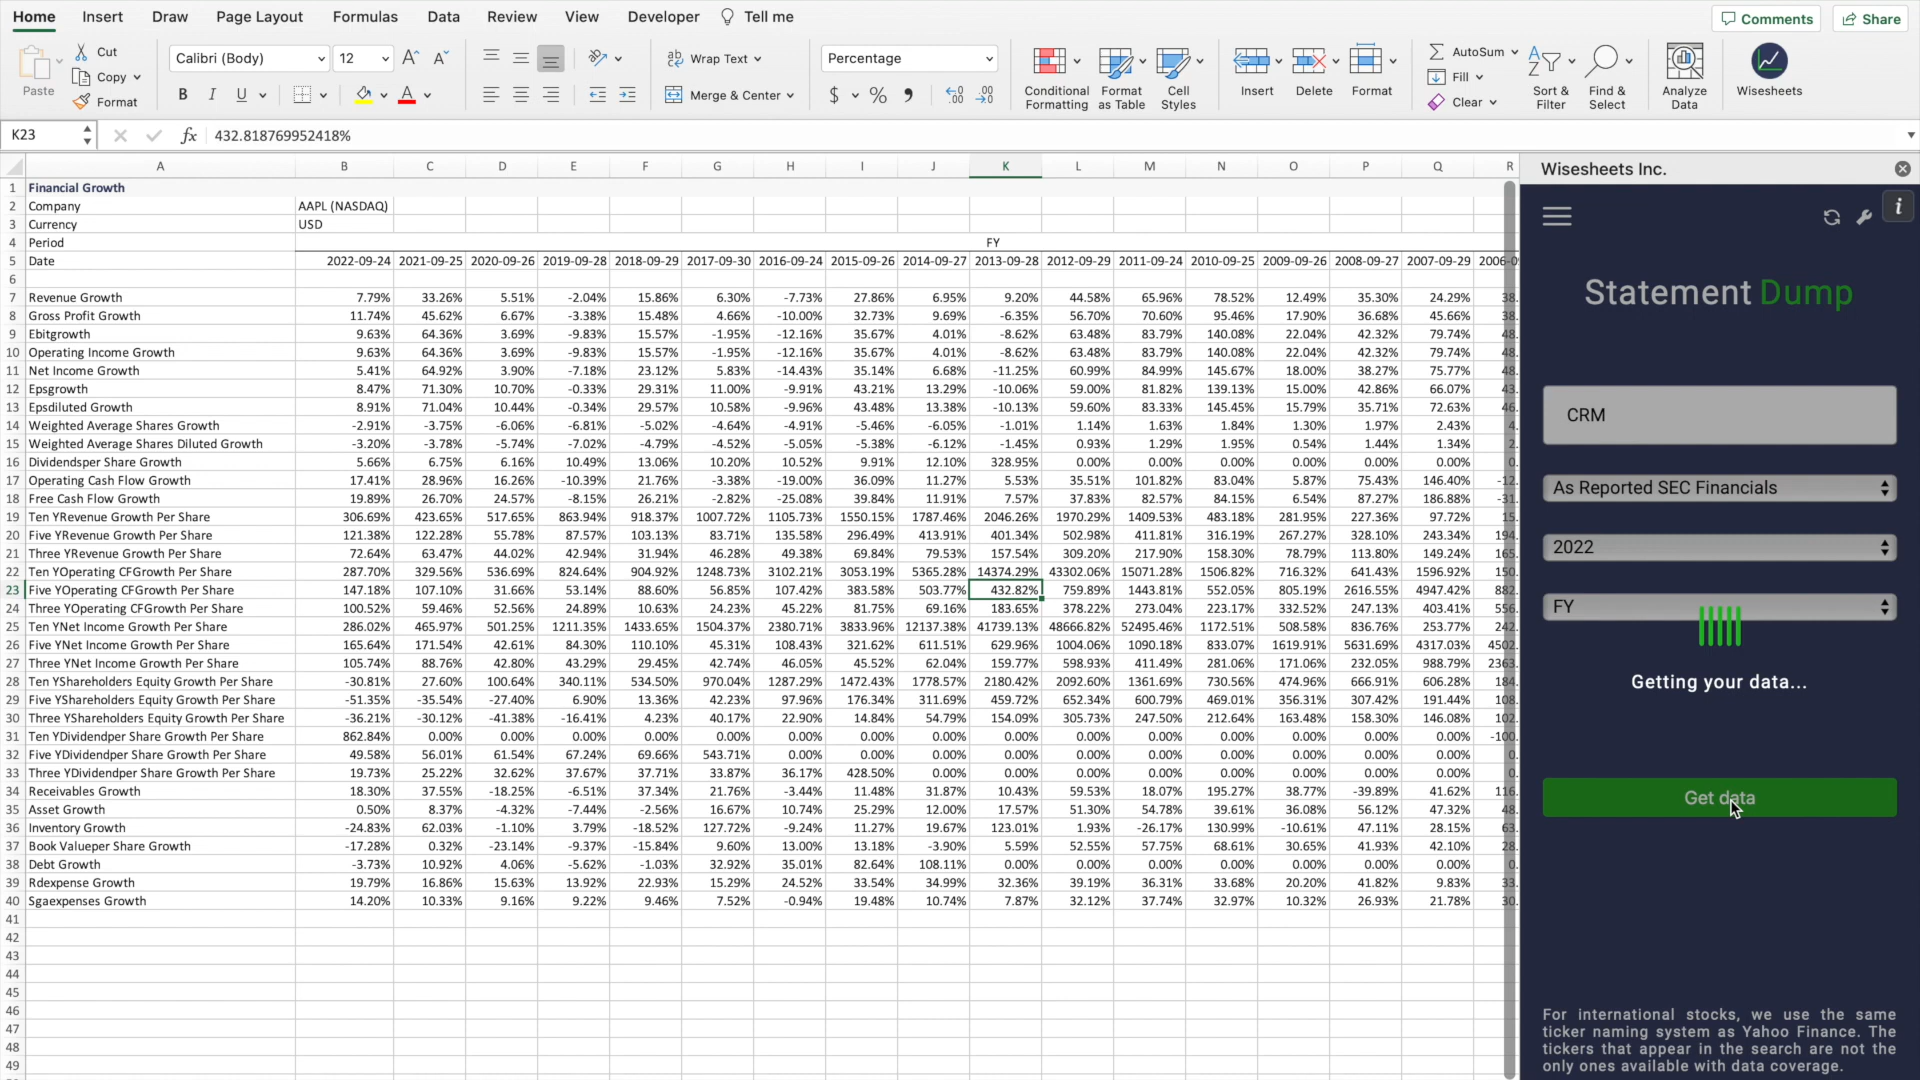 Home Insert Draw Page Layout Formulas Data Review View Developer Tell me Comments Share
Paste Cut Copy Format
Calibri (Body) 12 A^ A˅
B I U A
ab c Wrap Text
Merge & Center
Percentage
$ % 9 .00 .0
Conditional Formatting Format as Table Cell Styles Insert Delete Format
AutoSum Fill Clear
Sort & Filter Find & Select Analyze Data Wisesheets
K23 fx 432.818769952418%
A B C D E F G H I J K L M N O P Q R
1 Financial Growth
2 Company AAPL (NASDAQ)
3 Currency USD
4 Period FY
5 Date 2022-09-24 2021-09-25 2020-09-26 2019-09-28 2018-09-29 2017-09-30 2016-09-24 2015-09-26 2014-09-27 2013-09-28 2012-09-29 2011-09-24 2010-09-25 2009-09-26 2008-09-27 2007-09-29 2006-0
6
7 Revenue Growth 7.79% 33.26% 5.51% -2.04% 15.86% 6.30% -7.73% 27.86% 6.95% 9.20% 44.58% 65.96% 78.52% 12.49% 35.30% 24.29% 38.
8 Gross Profit Growth 11.74% 45.62% 6.67% -3.38% 15.48% 4.66% -10.00% 32.73% 9.69% -6.35% 56.70% 70.60% 95.46% 17.90% 36.68% 45.66% 38.
9 Ebitgrowth 9.63% 64.36% 3.69% -9.83% 15.57% -1.95% -12.16% 35.67% 4.01% -8.62% 63.48% 83.79% 140.08% 22.04% 42.32% 79.74% 48.
10 Operating Income Growth 9.63% 64.36% 3.69% -9.83% 15.57% -1.95% -12.16% 35.67% 4.01% -8.62% 63.48% 83.79% 140.08% 22.04% 42.32% 79.74% 48.
11 Net Income Growth 5.41% 64.92% 3.90% -7.18% 23.12% 5.83% -14.43% 35.14% 6.68% -11.25% 60.99% 84.99% 145.67% 18.00% 38.27% 75.77% 48.
12 Epsgrowth 8.47% 71.30% 10.70% -0.33% 29.31% 11.00% -9.91% 43.21% 13.29% -10.06% 59.00% 81.82% 139.13% 15.00% 42.86% 66.07% 43.
13 Epsdiluted Growth 8.91% 71.04% 10.44% -0.34% 29.57% 10.58% -9.96% 43.48% 13.38% -10.13% 59.60% 83.33% 145.45% 15.79% 35.71% 72.63% 46.
14 Weighted Average Shares Growth -2.91% -3.75% -6.06% -6.81% -5.02% -4.64% -4.91% -5.46% -6.05% -1.01% 1.14% 1.63% 1.84% 1.30% 1.97% 2.43% 4.
15 Weighted Average Shares Diluted Growth -3.20% -3.78% -5.74% -7.02% -4.79% -4.52% -5.05% -5.38% -6.12% -1.45% 0.93% 1.29% 1.95% 0.54% 1.44% 1.34% 2.
16 Dividendsper Share Growth 5.66% 6.75% 6.16% 10.49% 13.06% 10.20% 10.52% 9.91% 12.10% 328.95% 0.00% 0.00% 0.00% 0.00% 0.00% 0.00% 0.
17 Operating Cash Flow Growth 17.41% 28.96% 16.26% -10.39% 21.76% -3.38% -19.00% 36.09% 11.27% 5.53% 35.51% 101.82% 83.04% 5.87% 75.43% 146.40% -12.
18 Free Cash Flow Growth 19.89% 26.70% 24.57% -8.15% 26.21% -2.82% -25.08% 39.84% 11.91% 7.57% 37.83% 82.57% 84.15% 6.54% 87.27% 186.88% -31.
19 Ten YRevenue Growth Per Share 306.69% 423.65% 517.65% 863.94% 918.37% 1007.72% 1105.73% 1550.15% 1787.46% 2046.26% 1970.29% 1409.53% 483.18% 281.95% 227.36% 97.72% 15.
20 Five YRevenue Growth Per Share 121.38% 122.28% 55.78% 87.57% 103.13% 83.71% 135.58% 296.49% 413.91% 401.34% 502.98% 411.81% 316.19% 267.27% 328.10% 243.34% 194.
21 Three YRevenue Growth Per Share 72.64% 63.47% 44.02% 42.94% 31.94% 46.28% 49.38% 69.84% 79.53% 157.54% 309.20% 217.90% 158.30% 78.79% 113.80% 149.24% 165.
22 Ten YOperating CFGrowth Per Share 287.70% 329.56% 536.69% 824.64% 904.92% 1248.73% 3102.21% 3053.19% 5365.28% 14374.29% 43302.06% 15071.28% 1506.82% 716.32% 641.43% 1596.92% 150.
23 Five YOperating CFGrowth Per Share 147.18% 107.10% 31.66% 53.14% 88.60% 56.85% 107.42% 383.58% 503.77% 432.82% 759.89% 1443.81% 552.05% 805.19% 2616.55% 4947.42% 882.
24 Three YOperating CFGrowth Per Share 100.52% 59.46% 52.56% 24.89% 10.63% 24.23% 45.22% 81.75% 69.16% 183.65% 378.22% 273.04% 223.17% 332.52% 247.13% 403.41% 556.
25 Ten YNet Income Growth Per Share 286.02% 465.97% 501.25% 1211.35% 1433.65% 1504.37% 2380.71% 3833.96% 12137.38% 41739.13% 48666.82% 52495.46% 1172.51% 508.58% 836.76% 253.77% 242.
26 Five YNet Income Growth Per Share 165.64% 171.54% 42.61% 84.30% 110.10% 45.31% 108.43% 321.62% 611.51% 629.96% 1004.06% 1090.18% 833.07% 1619.91% 5631.69% 4317.03% 4502.
27 Three YNet Income Growth Per Share 105.74% 88.76% 42.80% 43.29% 29.45% 42.74% 46.05% 45.52% 62.04% 159.77% 598.93% 411.49% 281.06% 171.06% 232.05% 988.79% 2363.
28 Ten YShareholders Equity Growth Per Share -30.81% 27.60% 100.64% 340.11% 534.50% 970.04% 1287.29% 1472.43% 1778.57% 2180.42% 2092.60% 1361.69% 730.56% 474.96% 666.91% 606.28% 184.
29 Five YShareholders Equity Growth Per Share -51.35% -35.54% -27.40% 6.90% 13.36% 42.23% 97.96% 176.34% 311.69% 459.72% 652.34% 600.79% 469.01% 356.31% 307.42% 191.44% 108.
30 Three YShareholders Equity Growth Per Share -36.21% -30.12% -41.38% -16.41% 4.23% 40.17% 22.90% 14.84% 54.79% 154.09% 305.73% 247.50% 212.64% 163.48% 158.30% 146.08% 102.
31 Ten YDividendper Share Growth Per Share 862.84% 0.00% 0.00% 0.00% 0.00% 0.00% 0.00% 0.00% 0.00% 0.00% 0.00% 0.00% 0.00% 0.00% 0.00% 0.00% -100.
32 Five YDividendper Share Growth Per Share 49.58% 56.01% 61.54% 67.24% 69.66% 543.71% 0.00% 0.00% 0.00% 0.00% 0.00% 0.00% 0.00% 0.00% 0.00% 0.00% 0.
33 Three YDividendper Share Growth Per Share 19.73% 25.22% 32.62% 37.67% 37.71% 33.87% 36.17% 428.50% 0.00% 0.00% 0.00% 0.00% 0.00% 0.00% 0.00% 0.00% 0.
34 Receivables Growth 18.30% 37.55% -18.25% -6.51% 37.34% 21.76% -3.44% 11.48% 31.87% 10.43% 59.53% 18.07% 195.27% 38.77% -39.89% 41.62% 116.
35 Asset Growth 0.50% 8.37% -4.32% -7.44% -2.56% 16.67% 10.74% 25.29% 12.00% 17.57% 51.30% 54.78% 39.61% 36.08% 56.12% 47.32% 48.
36 Inventory Growth -24.83% 62.03% -1.10% 3.79% -18.52% 127.72% -9.24% 11.27% 19.67% 123.01% 1.93% -26.17% 130.99% -10.61% 47.11% 28.15% 63.
37 Book Valueper Share Growth -17.28% 0.32% -23.14% -9.37% -15.84% 9.60% 13.00% 13.18% -3.90% 5.59% 52.55% 57.75% 68.61% 30.65% 41.93% 42.10% 28.
38 Debt Growth -3.73% 10.92% 4.06% -5.62% -1.03% 32.92% 35.01% 82.64% 108.11% 0.00% 0.00% 0.00% 0.00% 0.00% 0.00% 0.00% 0.
39 Rdexpense Growth 19.79% 16.86% 15.63% 13.92% 22.93% 15.29% 24.52% 33.54% 34.99% 32.36% 39.19% 36.31% 33.68% 20.20% 41.82% 9.83% 33.
40 Sgaexpenses Growth 14.20% 10.33% 9.16% 9.22% 9.46% 7.52% -0.94% 19.48% 10.74% 7.87% 32.12% 37.74% 32.97% 10.32% 26.93% 21.78% 30.
41
42
43
44
45
46
47
48
49
Wisesheets Inc.
i
Statement Dump
CRM
As Reported SEC Financials
2022
FY
Getting your data...
Get data
For international stocks, we use the same
ticker naming system as Yahoo Finance. The
tickers that appear in the search are not the
only ones available with data coverage.